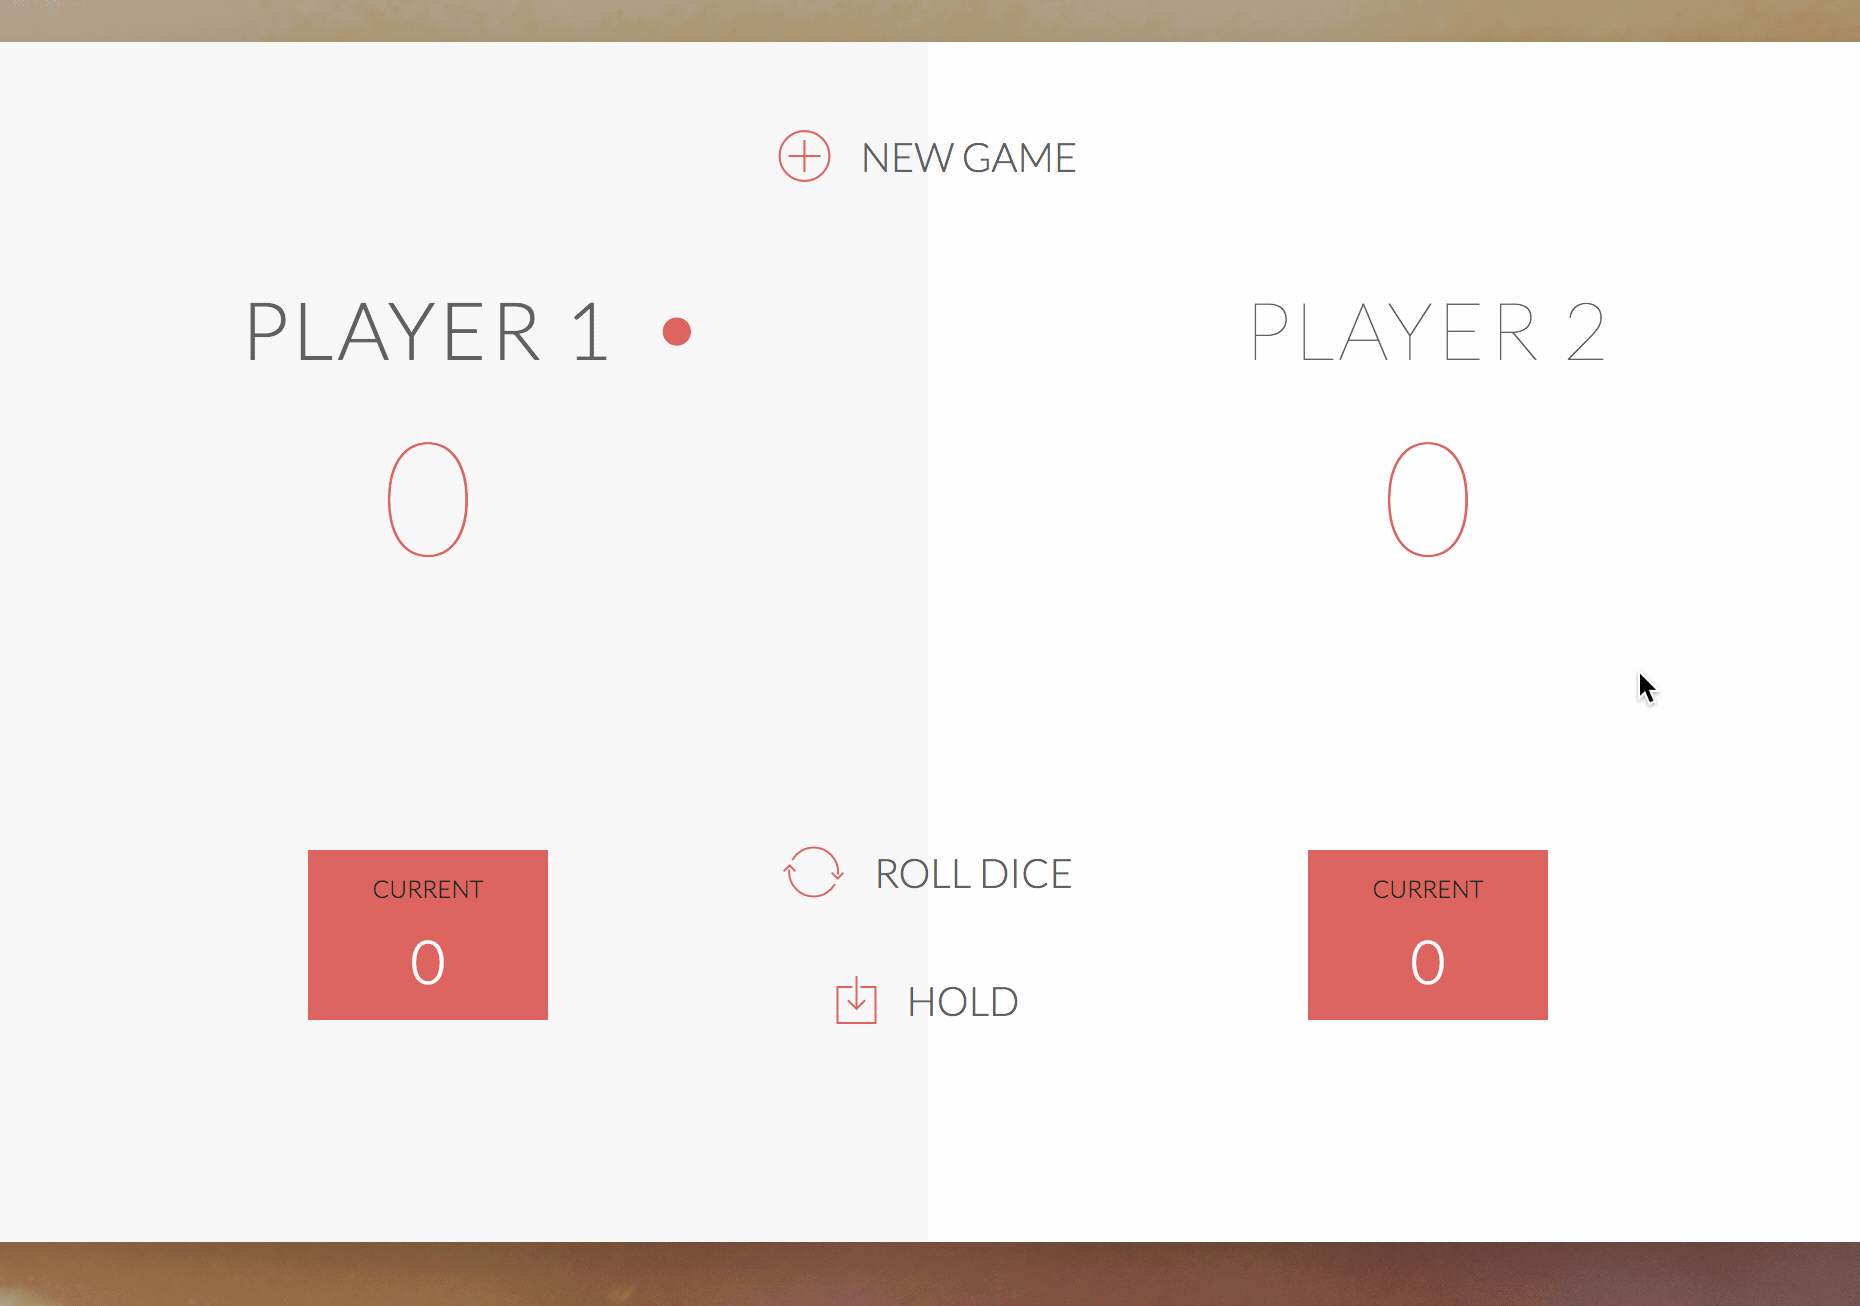 NEW GAME
PLAYER 1
0
CURRENT
0
PLAYER 2
0
CURRENT
0
ROLL DICE
HOLD